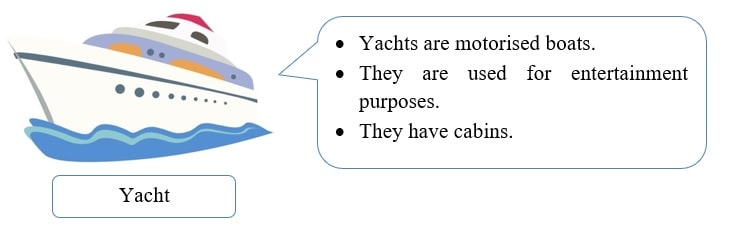 • Yachts are motorised boats.
• They are used for entertainment
purposes.
• They have cabins.
Yacht